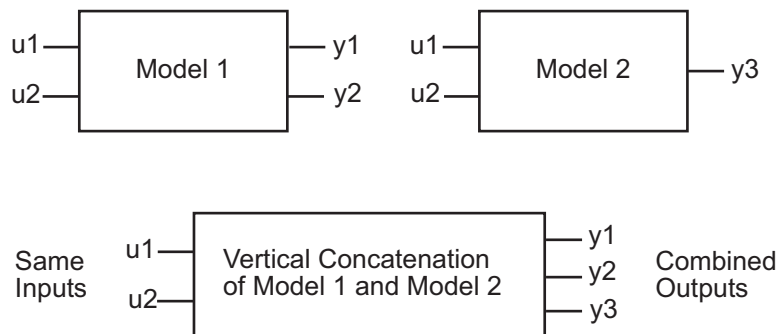 u1
u2
Model 1
y1
y2
u1
u2
Model 2
y3
Same
Inputs
u1
u2
Vertical Concatenation
of Model 1 and Model 2
y1
y2
y3
Combined
Outputs